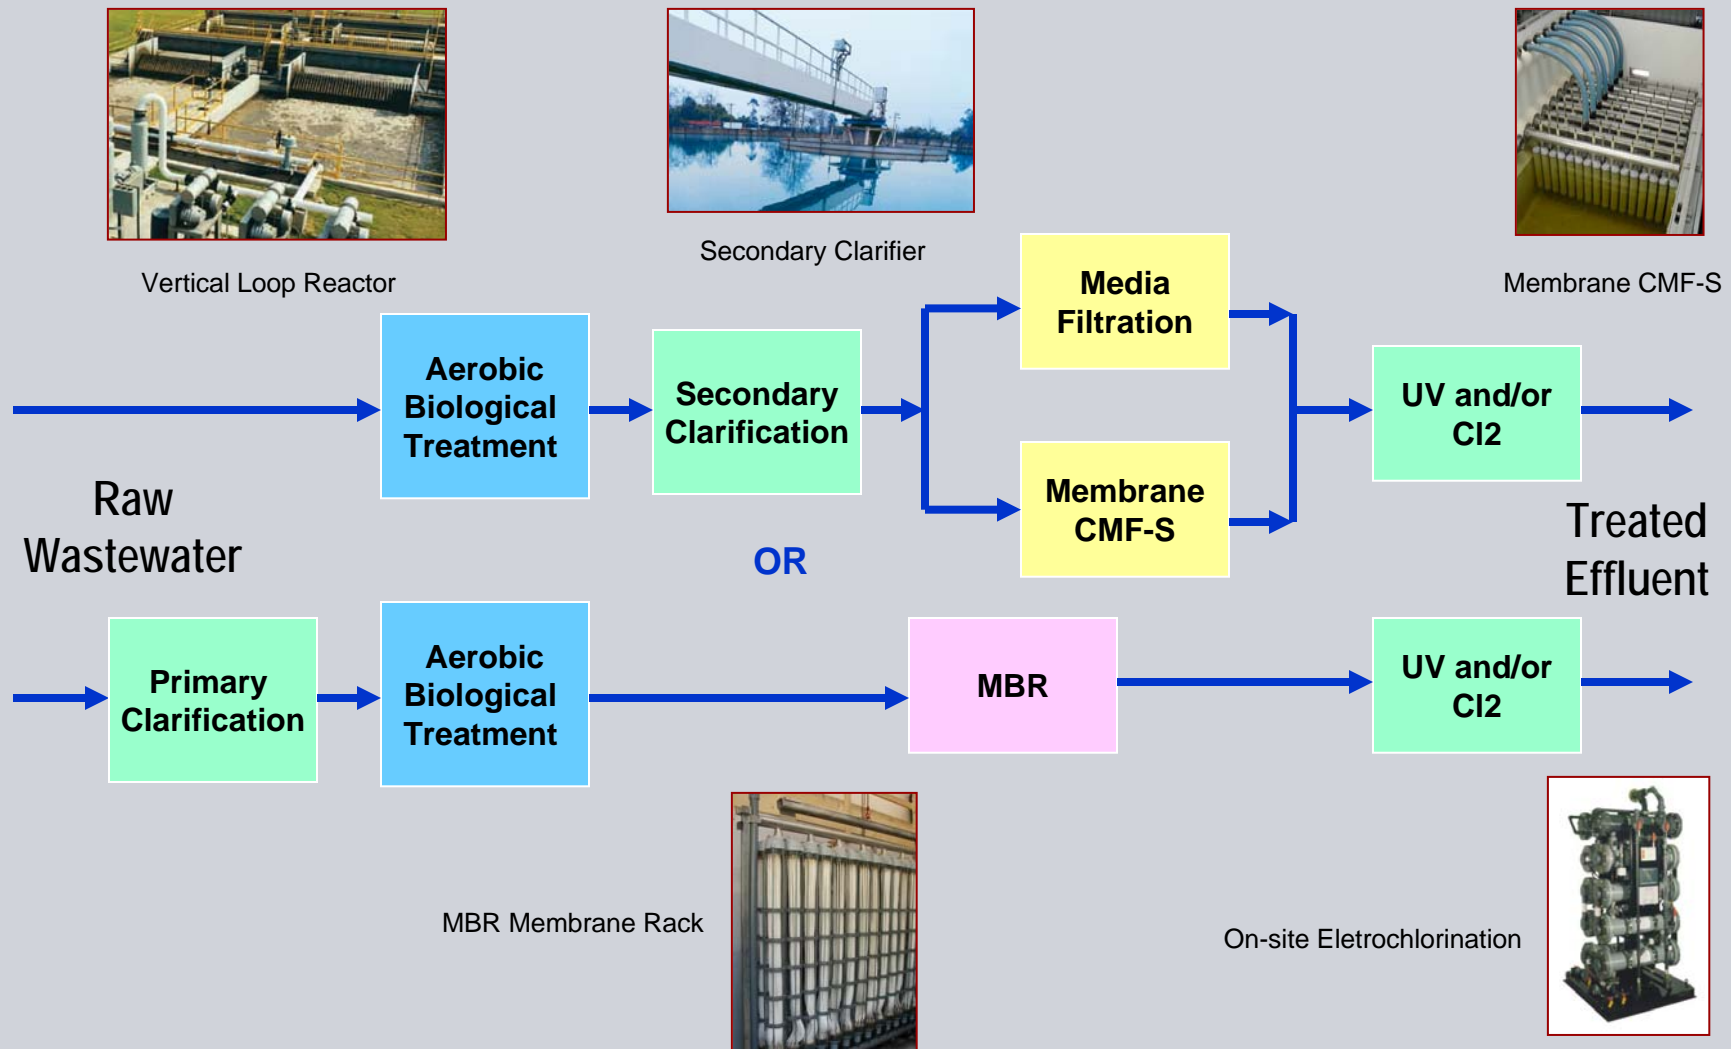 Vertical Loop Reactor
Secondary Clarifier
Membrane CMF-S
Media
Filtration
Aerobic
Biological
Treatment
Secondary
Clarification
UV and/or
Cl2
Membrane
CMF-S
Raw
Wastewater
OR
Treated
Effluent
Primary
Clarification
Aerobic
Biological
Treatment
MBR
UV and/or
Cl2
MBR Membrane Rack
On-site Eletrochlorination